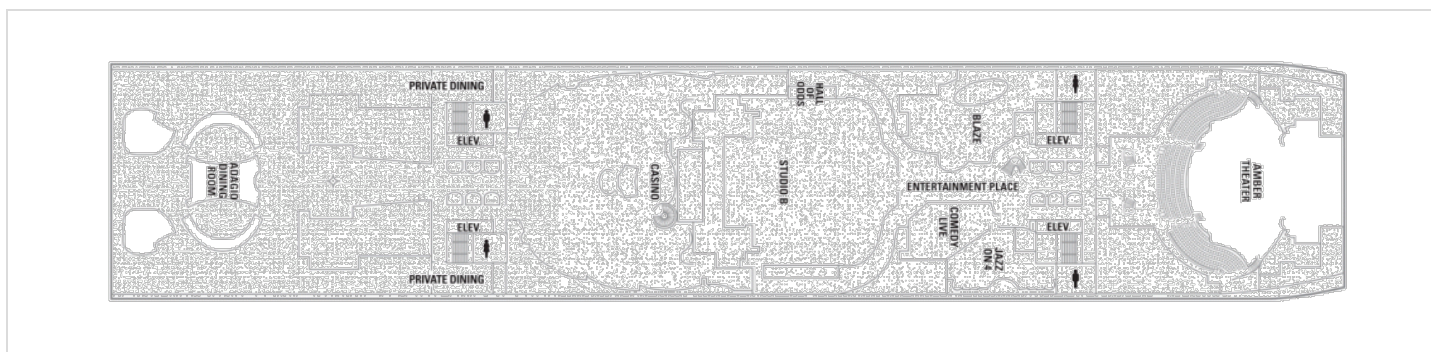 PRIVATE DINING
ELEV.
ADAGIO
DINING
ROOM
ELEV.
PRIVATE DINING
CASINO
STUDIO B
HALL
OF
ODDS
BLAZE
ENTERTAINMENT PLACE
COMEDY
LIVE
JAZZ
ON 4
ELEV.
ELEV.
AMBER
THEATER